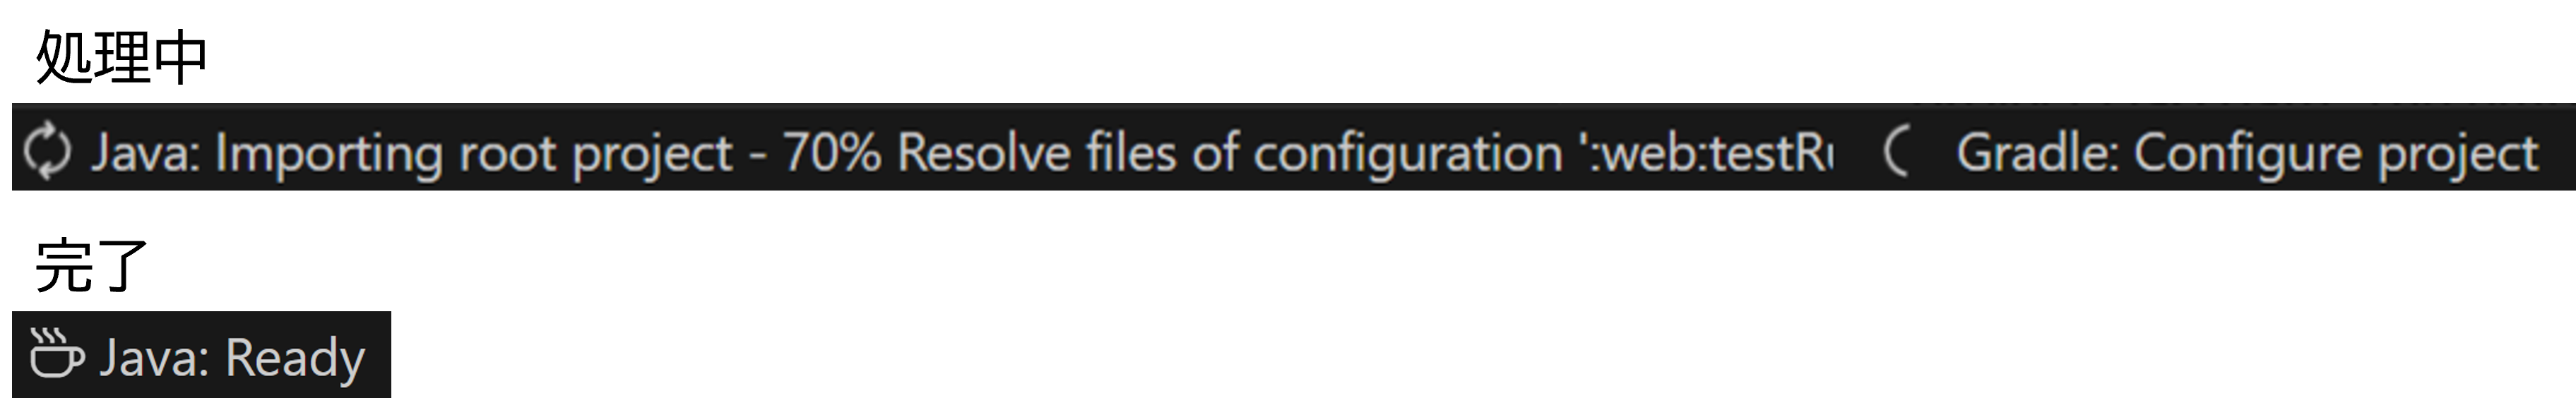 処理中
Java: Importing root project - 70% Resolve files of configuration ':web:testR Gradle: Configure project
完了
Java: Ready